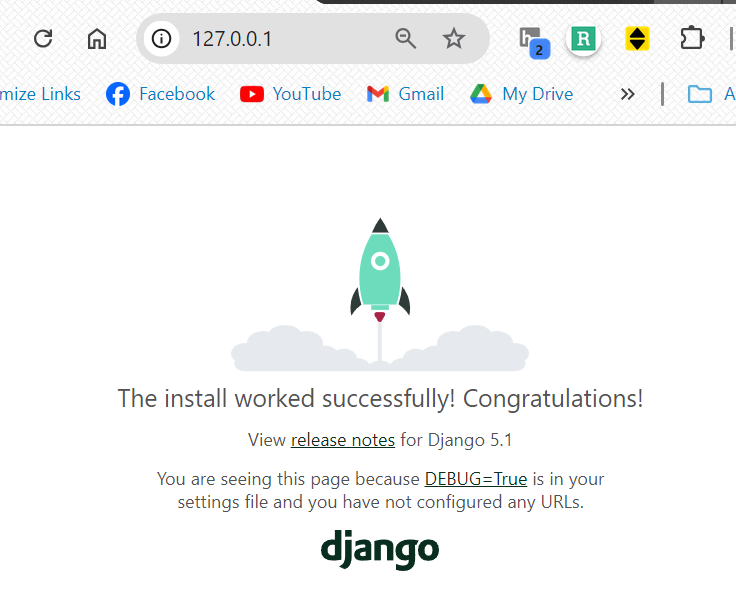 127.0.0.1
2
R
mize Links Facebook YouTube Gmail My Drive » A
The install worked successfully! Congratulations!
View release notes for Django 5.1
You are seeing this page because DEBUG=True is in your
settings file and you have not configured any URLs.
django